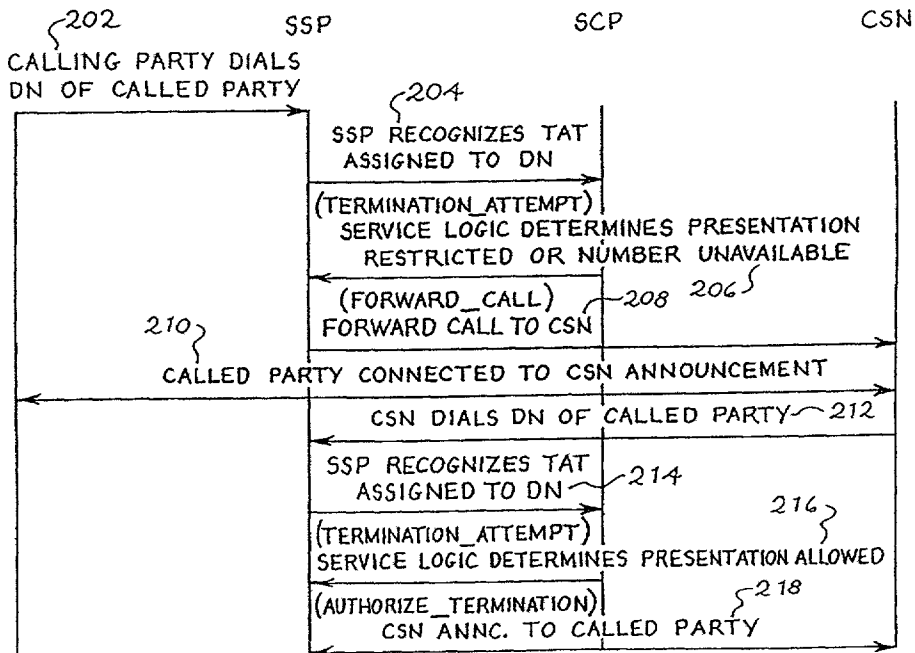 202 SSP SCP CSN
CALLING PARTY DIALS
DN OF CALLED PARTY
204
SSP RECOGNIZES TAT
ASSIGNED TO DN
(TERMINATION_ATTEMPT)
SERVICE LOGIC DETERMINES PRESENTATION
RESTRICTED OR NUMBER UNAVAILABLE
206
(FORWARD_CALL)
208
FORWARD CALL TO CSN
210
CALLED PARTY CONNECTED TO CSN ANNOUNCEMENT
CSN DIALS DN OF CALLED PARTY 212
SSP RECOGNIZES TAT
ASSIGNED TO DN 214
216
(TERMINATION_ATTEMPT)
SERVICE LOGIC DETERMINES PRESENTATION ALLOWED
218
(AUTHORIZE_TERMINATION)
CSN ANNC. TO CALLED PARTY